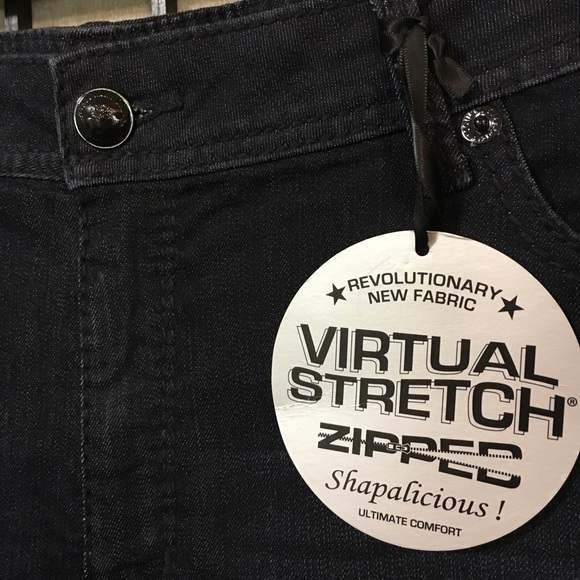 REVOLUTIONARY
NEW FABRIC
VIRTUAL
STRETCH®
ZIPPED
Shapalicious !
ULTIMATE COMFORT